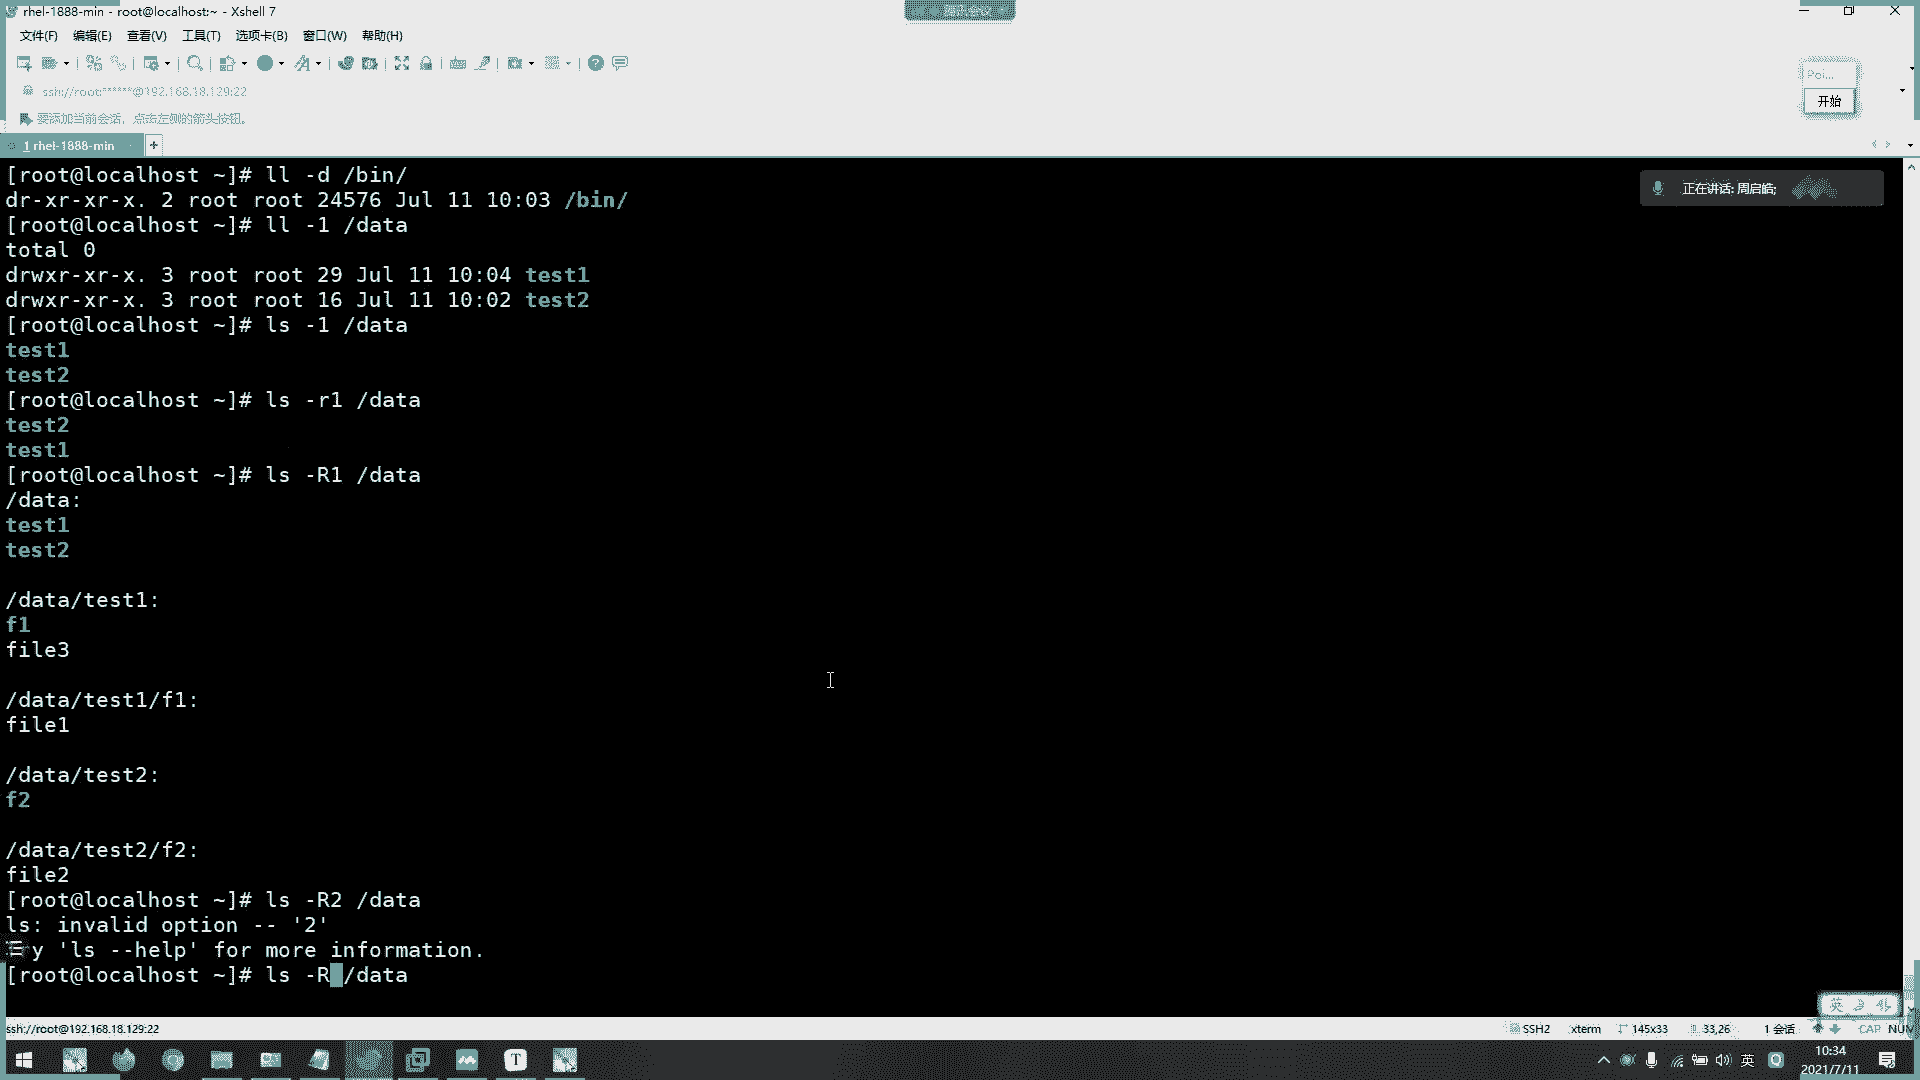 rhel-1888-min - root@localhost:~ - Xshell 7
文件(F) 编辑(E) 查看(V) 工具(T) 选项卡(B) 窗口(W) 帮助(H)
Poi...
开始
ssh://root:******@192.168.18.129:22
要添加当前会话，点击左侧的箭头按钮。
1 rhel-1888-min
正在讲话: 周启皓;
[root@localhost ~]# ll -d /bin/
dr-xr-xr-x. 2 root root 24576 Jul 11 10:03 /bin/
[root@localhost ~]# ll -1 /data
total 0
drwxr-xr-x. 3 root root 29 Jul 11 10:04 test1
drwxr-xr-x. 3 root root 16 Jul 11 10:02 test2
[root@localhost ~]# ls -1 /data
test1
test2
[root@localhost ~]# ls -r1 /data
test2
test1
[root@localhost ~]# ls -R1 /data
/data:
test1
test2
/data/test1:
f1
file3
/data/test1/f1:
file1
/data/test2:
f2
/data/test2/f2:
file2
[root@localhost ~]# ls -R2 /data
ls: invalid option -- '2'
y 'ls --help' for more information.
[root@localhost ~]# ls -R /data
英
ssh://root@192.168.18.129:22 SSH2 xterm 145x33 33,26 1 会话 CAP NUM
T 英 10:34
2021/7/11